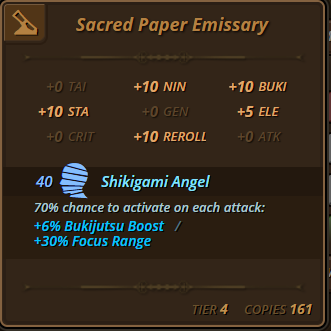 Sacred Paper Emissary
+0 TAI +10 NIN +10 BUKI
+10 STA +0 GEN +5 ELE
+0 CRIT +10 REROLL +0 ATK
40 Shikigami Angel
70% chance to activate on each attack:
+6% Bukijutsu Boost /
+30% Focus Range
TIER 4 COPIES 161